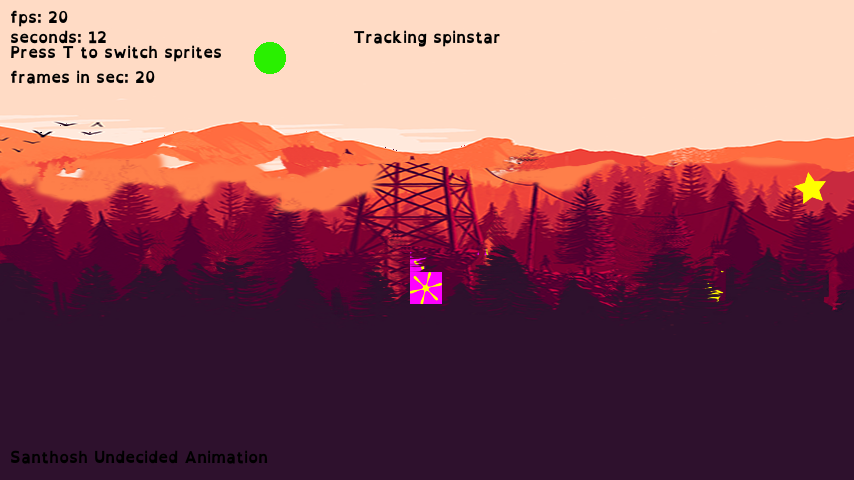 fps: 20
seconds: 12
Tracking spinstar
Press T to switch sprites
frames in sec: 20
Santhosh Undecided Animation